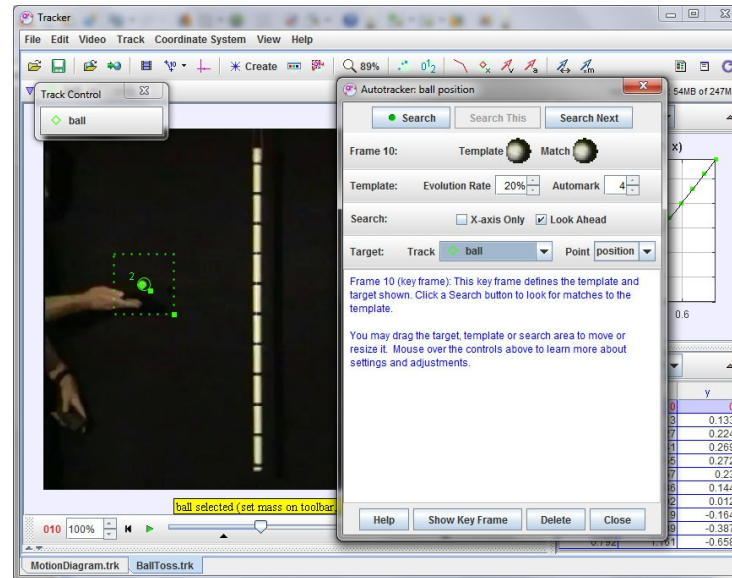 Tracker
File Edit Video Track Coordinate System View Help
89% Create
Track Control
ball
2
ball selected (set mass on toolbar,
010 100%
MotionDiagram.trk BallToss.trk
Autotracker: ball position
Search Search This Search Next
Frame 10: Template Match
Template: Evolution Rate 20% Automark 4
Search: X-axis Only Look Ahead
Target: Track ball Point position
Frame 10 (key frame): This key frame defines the template and
target shown. Click a Search button to look for matches to the
template.
You may drag the target, template or search area to move or
resize it. Mouse over the controls above to learn more about
settings and adjustments.
Help Show Key Frame Delete Close
54MB of 247M
x)
0.6
y
0.133
0.224
0.269
0.272
0.23
0.144
0.012
-0.164
-0.387
-0.658